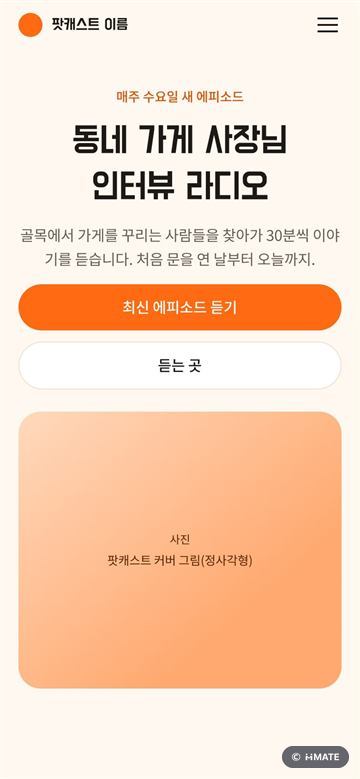 팟캐스트 이름
매주 수요일 새 에피소드
동네 가게 사장님
인터뷰 라디오
골목에서 가게를 꾸리는 사람들을 찾아가 30분씩 이야
기를 듣습니다. 처음 문을 연 날부터 오늘까지.
최신 에피소드 듣기
듣는 곳
사진
팟캐스트 커버 그림(정사각형)
© HMATE